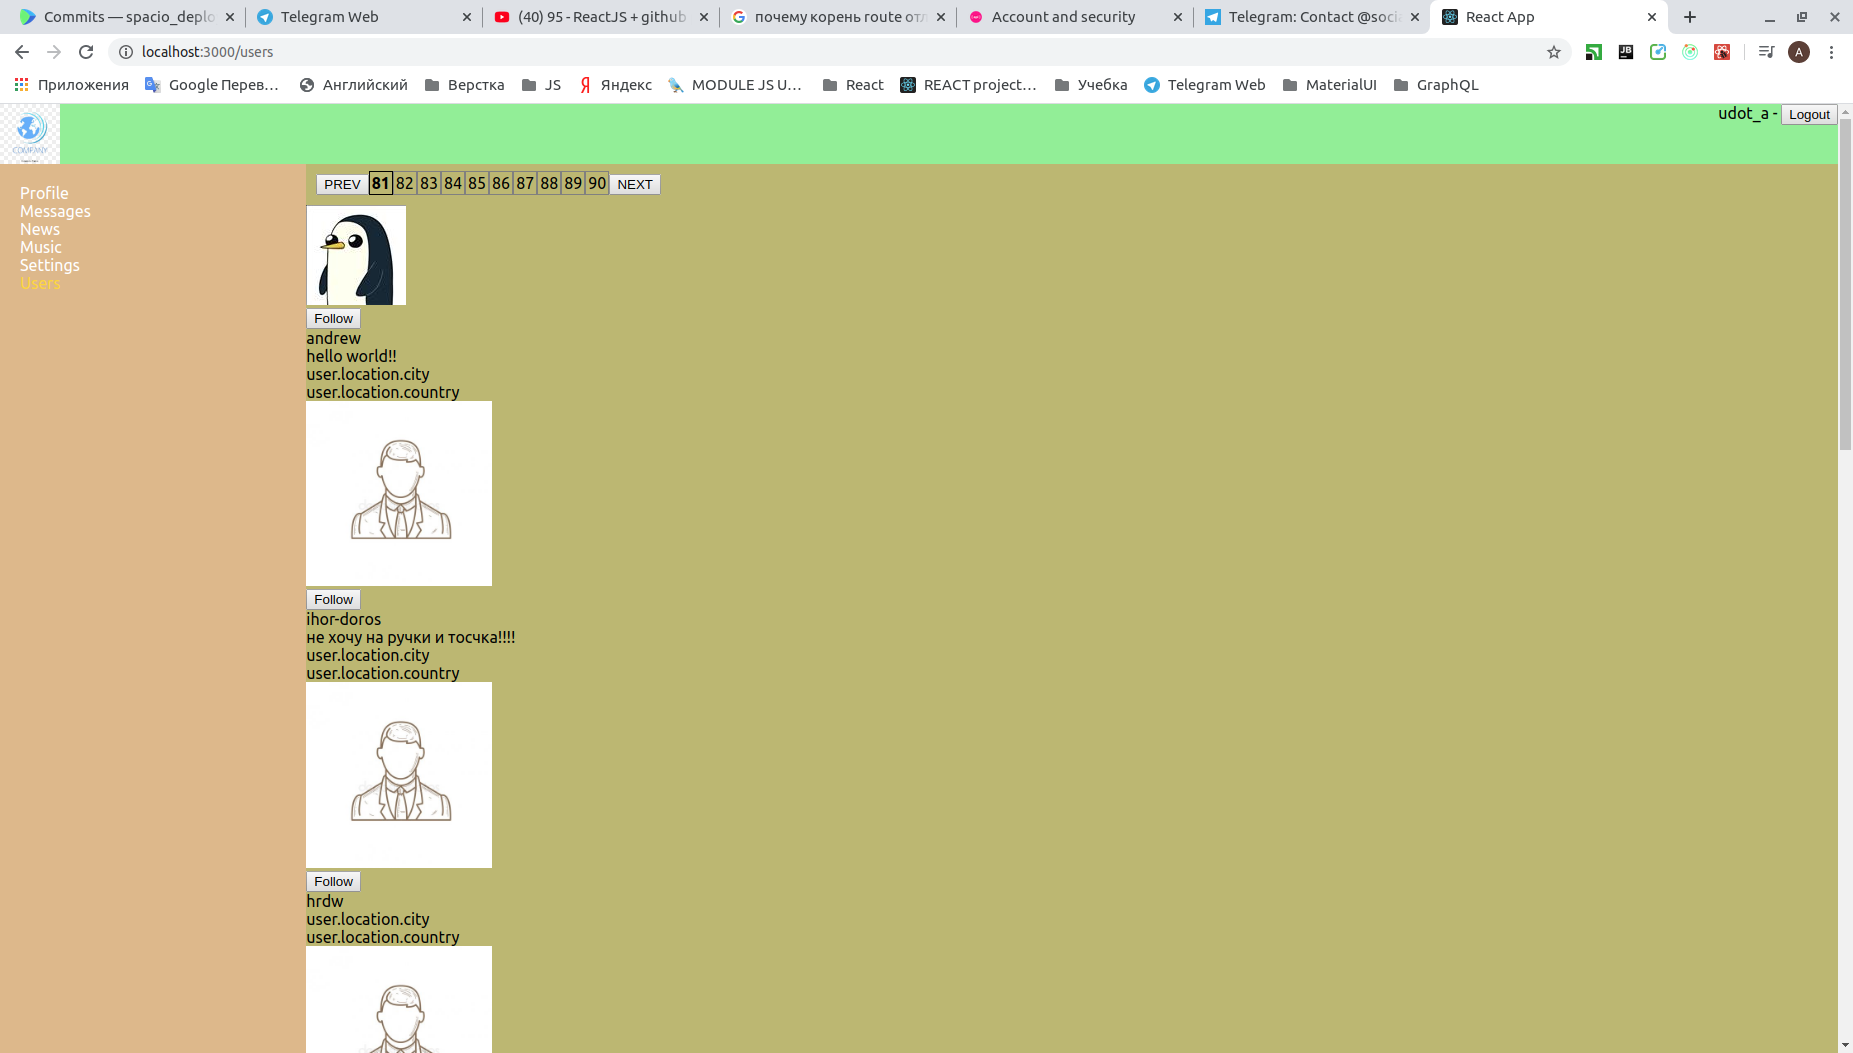 Commits — spacio_deplo
Telegram Web
(40) 95 - ReactJS + github
почему корень route отл
Account and security
Telegram: Contact @soci
React App
localhost:3000/users
A
Приложения
Google Перев...
Английский
Верстка
JS
Яндекс
MODULE JS U...
React
REACT project...
Учебка
Telegram Web
MaterialUI
GraphQL
COMPANY
udot_a - Logout
Profile
Messages
News
Music
Settings
Users
PREV 81 82 83 84 85 86 87 88 89 90 NEXT
Follow
andrew
hello world!!
user.location.city
user.location.country
Follow
ihor-doros
не хочу на ручки и тосчка!!!!
user.location.city
user.location.country
Follow
hrdw
user.location.city
user.location.country